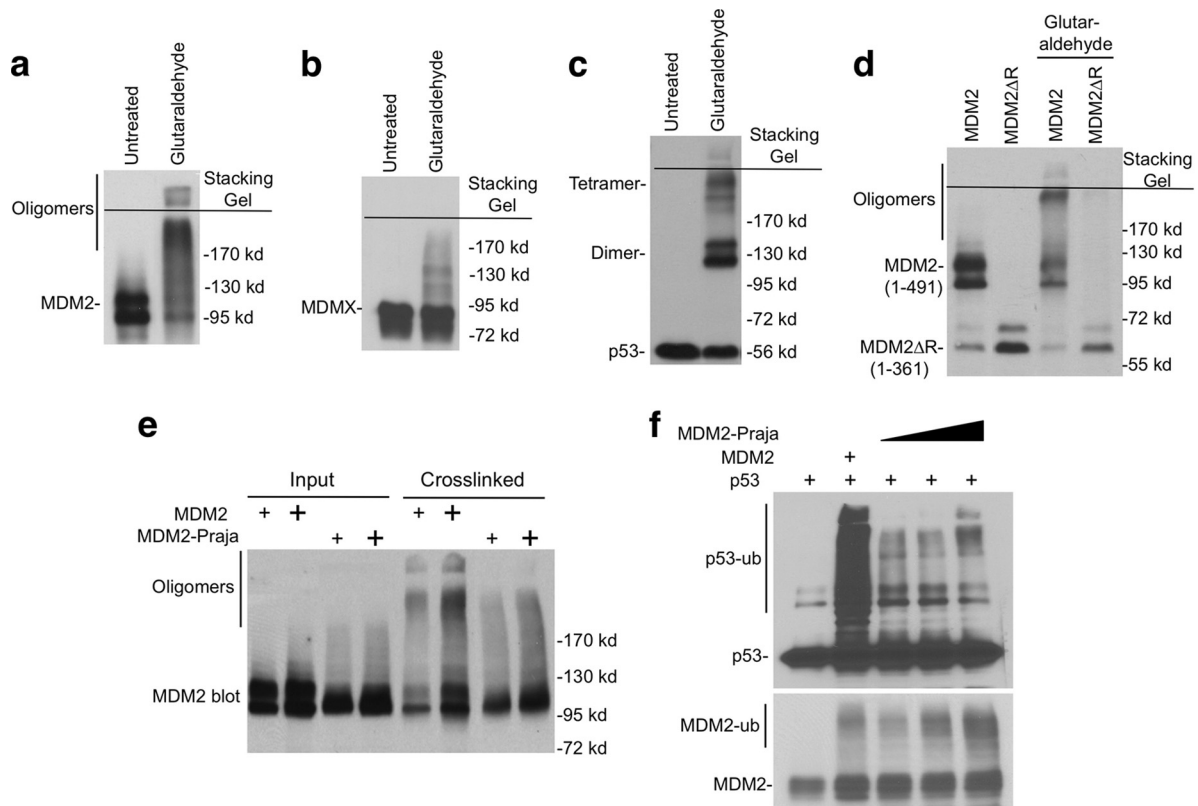 a
Untreated
Glutaraldehyde
Stacking
Gel
Oligomers
-170 kd
-130 kd
MDM2-
-95 kd
b
Untreated
Glutaraldehyde
Stacking
Gel
-170 kd
-130 kd
MDMX-
-95 kd
-72 kd
c
Untreated
Glutaraldehyde
Stacking
Gel
Tetramer-
-170 kd
Dimer-
-130 kd
-95 kd
-72 kd
p53-
-56 kd
d
Glutar-
aldehyde
MDM2
MDM2ΔR
MDM2
MDM2ΔR
Stacking
Gel
Oligomers
-170 kd
-130 kd
MDM2-
(1-491)
-95 kd
-72 kd
MDM2ΔR-
(1-361)
-55 kd
e
Input Crosslinked
MDM2 + + + +
MDM2-Praja + + + +
Oligomers
-170 kd
-130 kd
MDM2 blot
-95 kd
-72 kd
f
MDM2-Praja
MDM2 +
p53 + + + + +
p53-ub
p53-
MDM2-ub
MDM2-